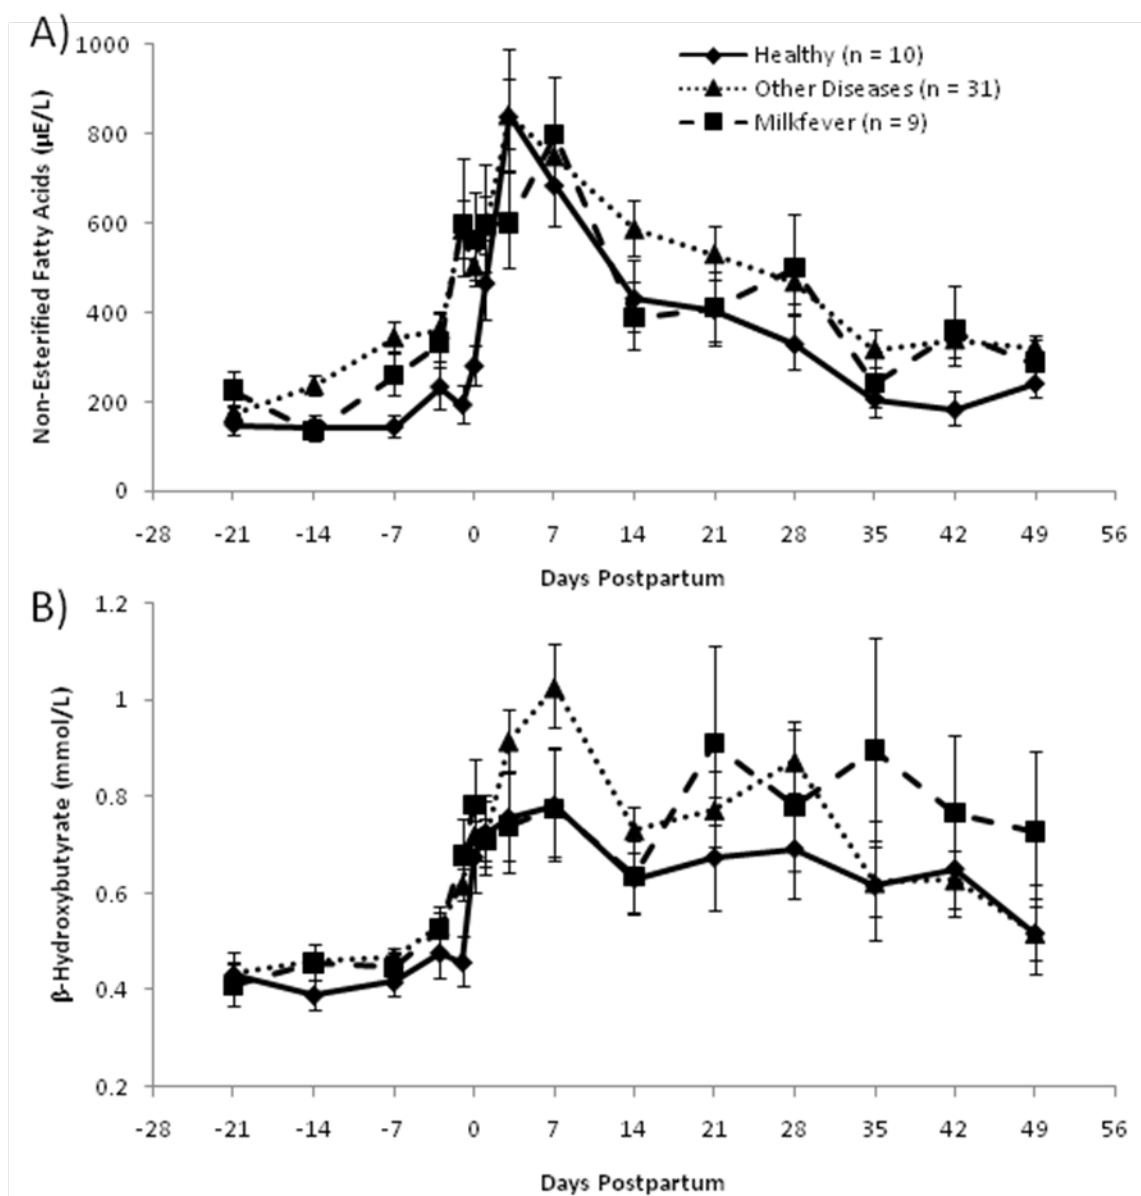 A)
1000
800
600
400
200
0
Non-Esterified Fatty Acids (µE/L)
Healthy (n = 10)
Other Diseases (n = 31)
Milkfever (n = 9)
-28 -21 -14 -7 0 7 14 21 28 35 42 49 56
Days Postpartum
B)
1.2
1
0.8
0.6
0.4
0.2
β-Hydroxybutyrate (mmol/L)
-28 -21 -14 -7 0 7 14 21 28 35 42 49 56
Days Postpartum